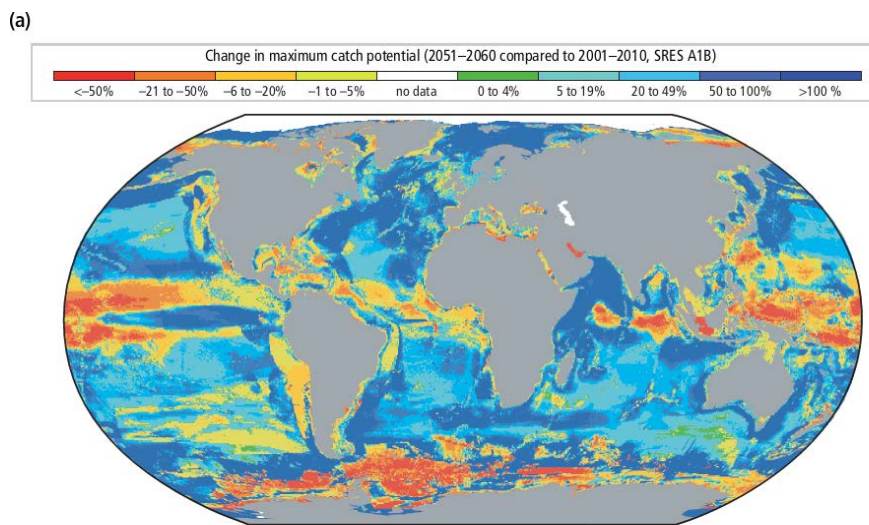 (a)
Change in maximum catch potential (2051–2060 compared to 2001–2010, SRES A1B)
<–50% –21 to –50% –6 to –20% –1 to –5% no data 0 to 4% 5 to 19% 20 to 49% 50 to 100% >100 %